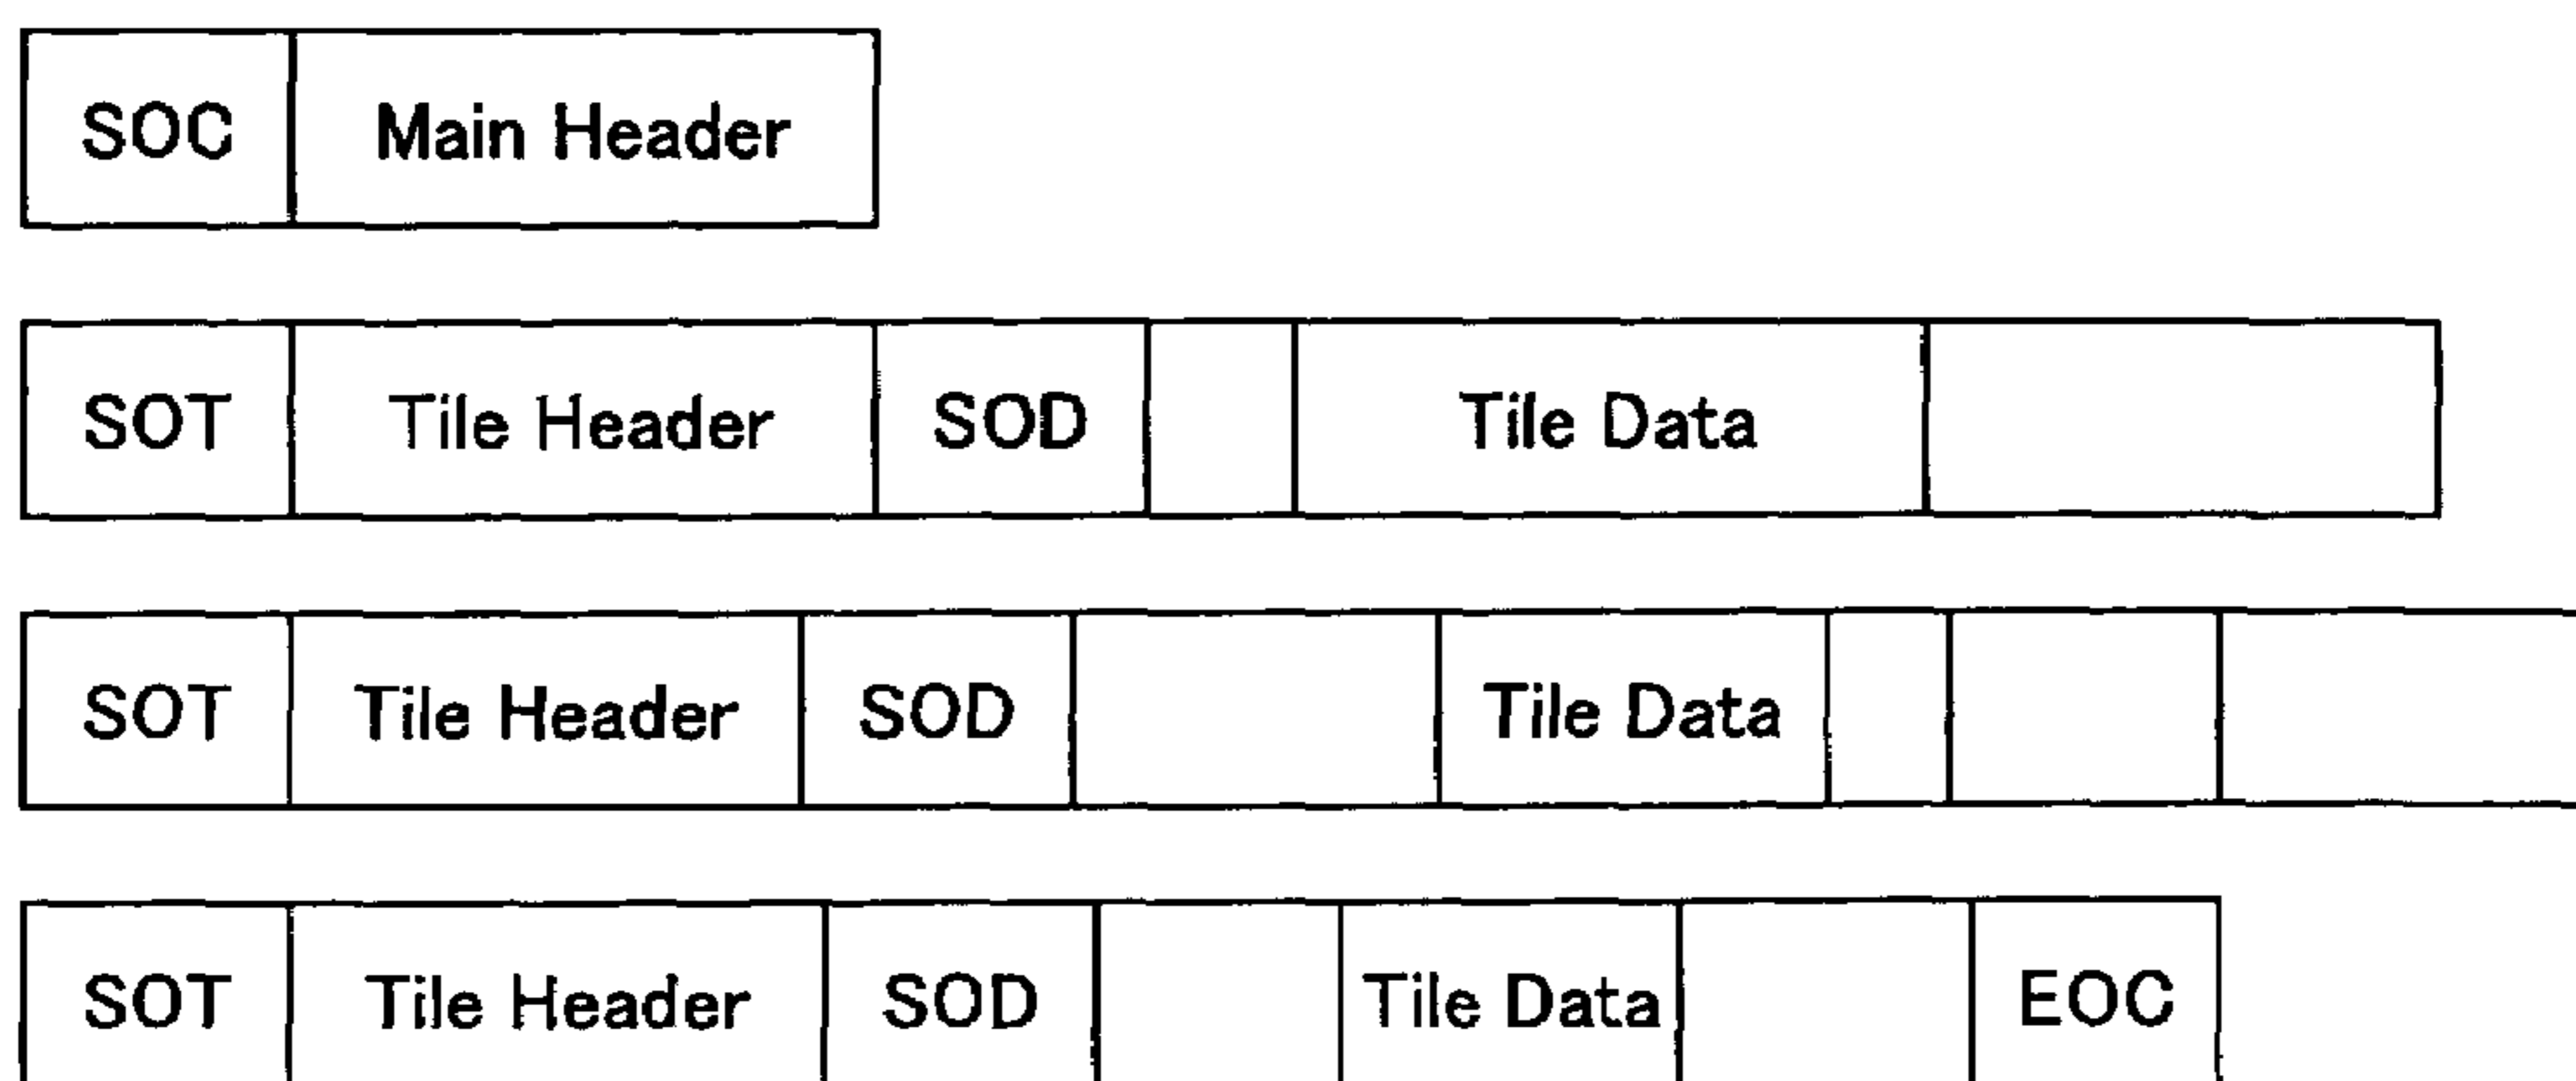 SOC Main Header
SOT Tile Header SOD Tile Data
SOT Tile Header SOD Tile Data
SOT Tile Header SOD Tile Data EOC